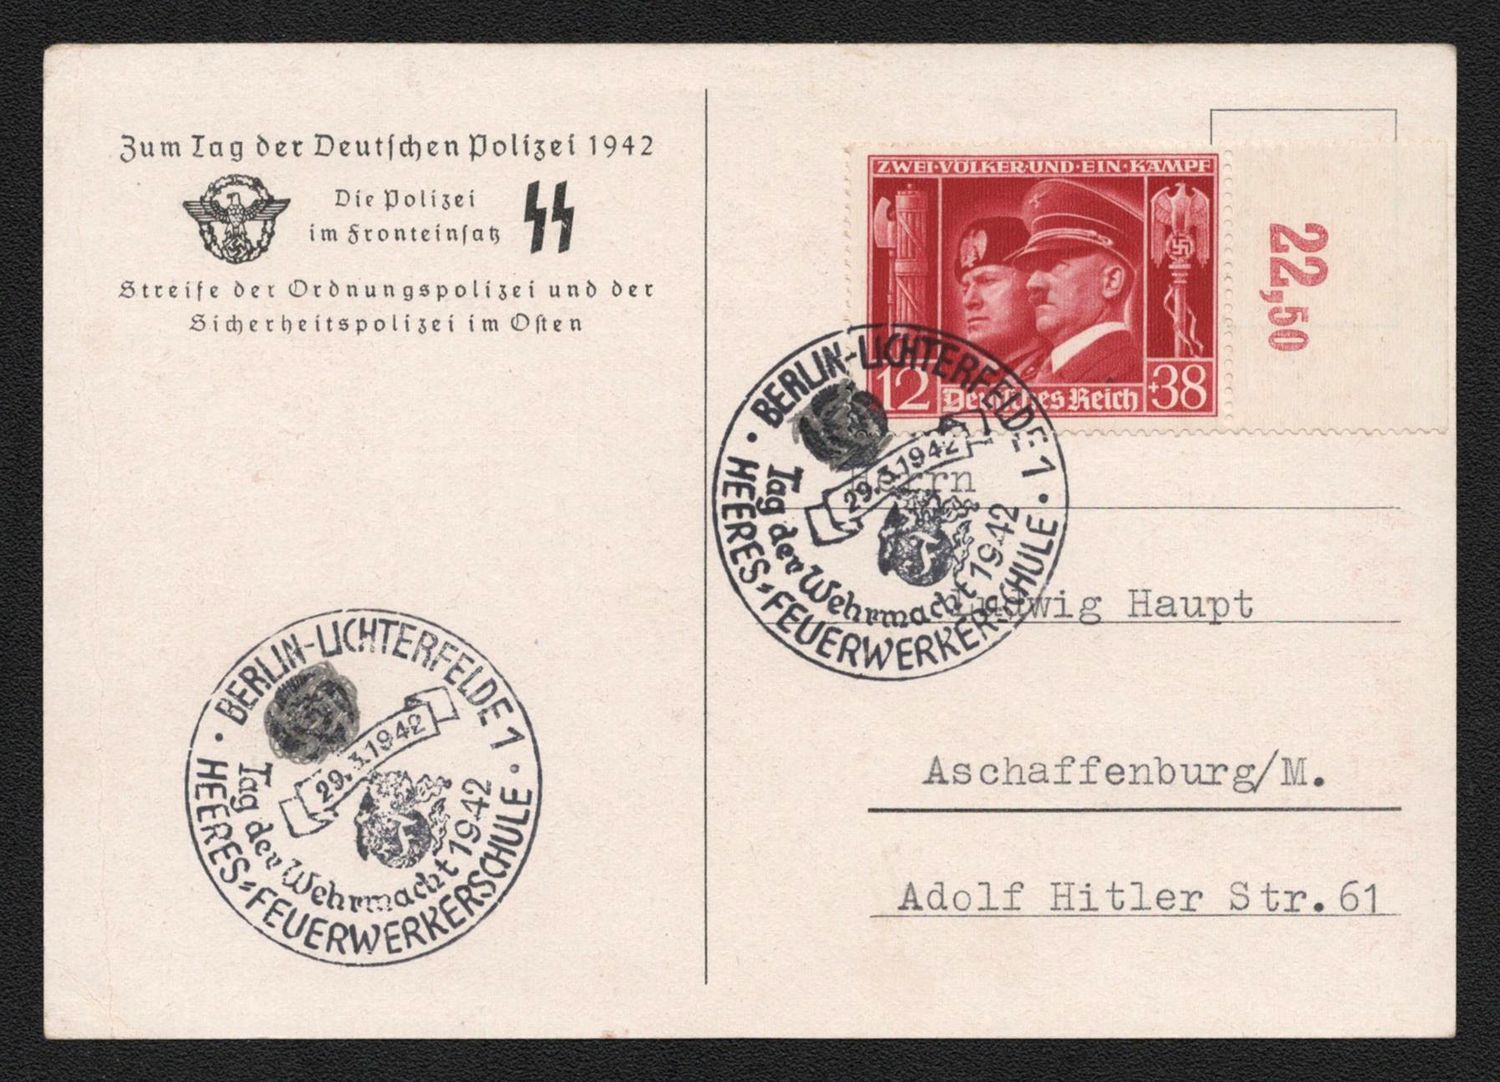 Zum Tag der Deutschen Polizei 1942
Die Polizei
im Fronteinsatz
Streife der Ordnungspolizei und der
Sicherheitspolizei im Osten
ZWEI·VÖLKER·UND·EIN·KAMPF
12
Deutsches Reich
+38
22,50
BERLIN-LICHTERFELDE 1
29.3.1942
F
Tag der Wehrmacht 1942
HEERES-FEUERWERKERSCHULE
Herrn
Ludwig Haupt
Aschaffenburg/M.
Adolf Hitler Str.61
BERLIN-LICHTERFELDE 1
29.3.1942
F
Tag der Wehrmacht 1942
HEERES-FEUERWERKERSCHULE